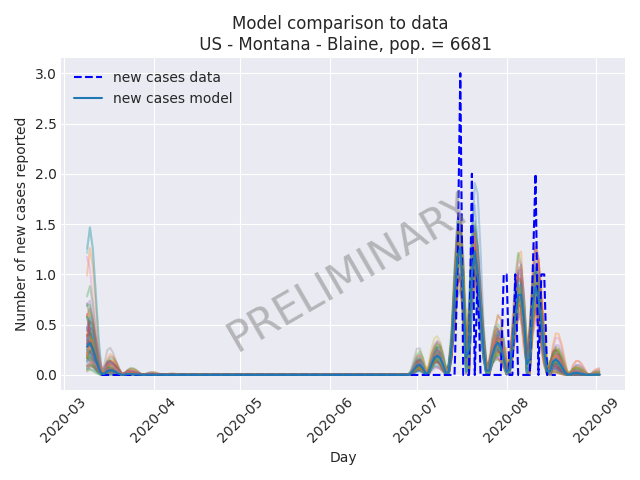 Model comparison to data
US - Montana - Blaine, pop. = 6681
new cases data
new cases model
PRELIMINARY
Number of new cases reported
3.0
2.5
2.0
1.5
1.0
0.5
0.0
2020-03
2020-04
2020-05
2020-06
2020-07
2020-08
2020-09
Day